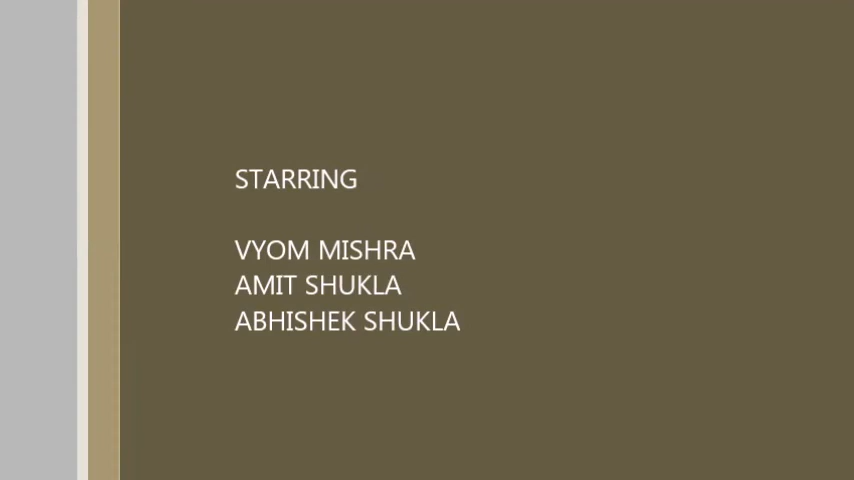 STARRING
VYOM MISHRA
AMIT SHUKLA
ABHISHEK SHUKLA